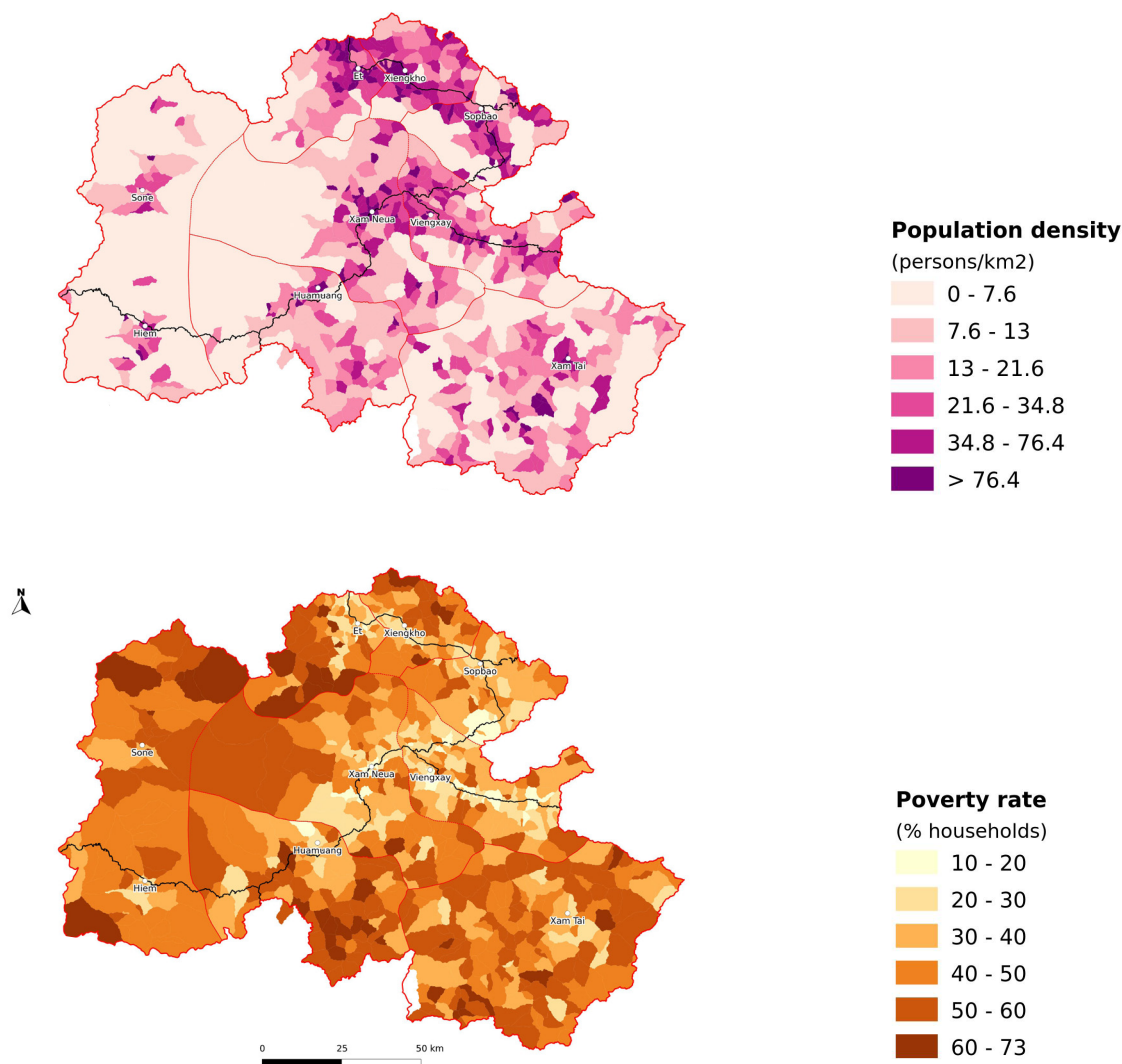 Et
Xiengkho
Sopbao
Sone
Xam Neua
Viengxay
Huamuang
Hiem
Xam Tai
Population density
(persons/km2)
0 - 7.6
7.6 - 13
13 - 21.6
21.6 - 34.8
34.8 - 76.4
> 76.4
N
Et
Xiengkho
Sopbao
Sone
Xam Neua
Viengxay
Huamuang
Hiem
Xam Tai
Poverty rate
(% households)
10 - 20
20 - 30
30 - 40
40 - 50
50 - 60
60 - 73
0 25 50 km